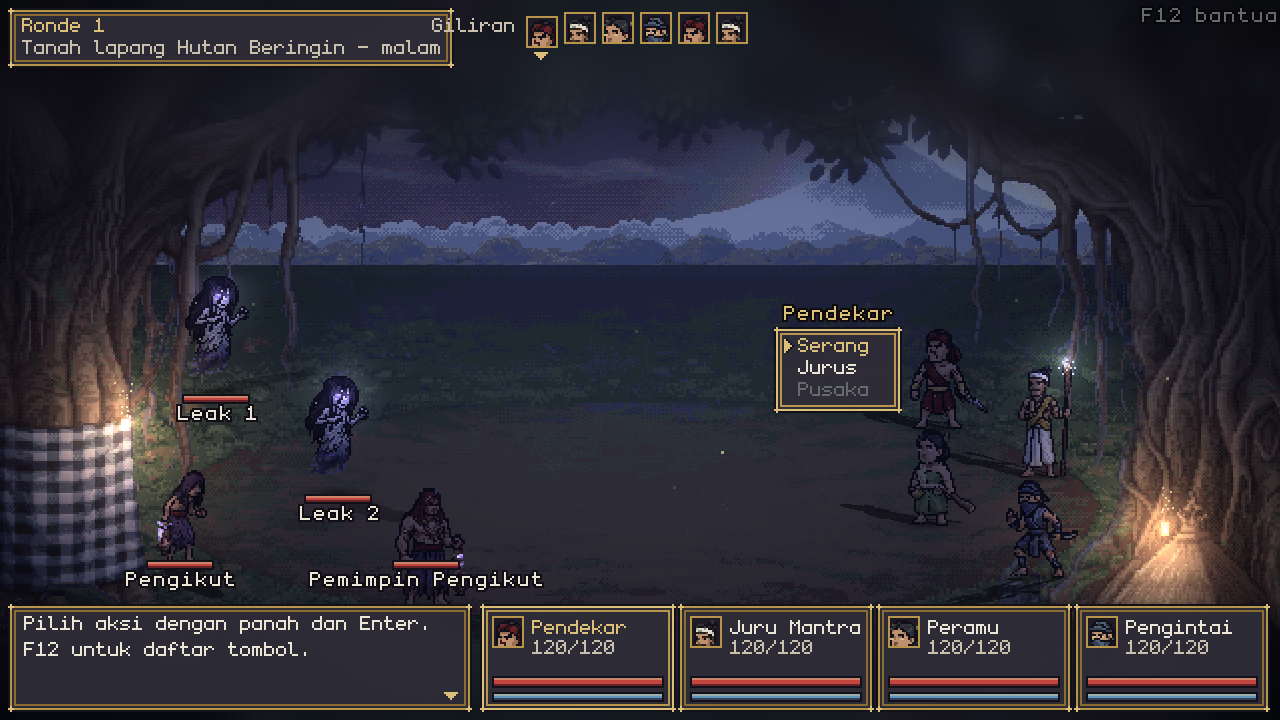 Ronde 1
Tanah lapang Hutan Beringin - malam
Giliran
F12 bantua
Pendekar
Serang
Jurus
Pusaka
Leak 1
Leak 2
Pengikut
Pemimpin Pengikut
Pilih aksi dengan panah dan Enter.
F12 untuk daftar tombol.
Pendekar
120/120
Juru Mantra
120/120
Peramu
120/120
Pengintai
120/120